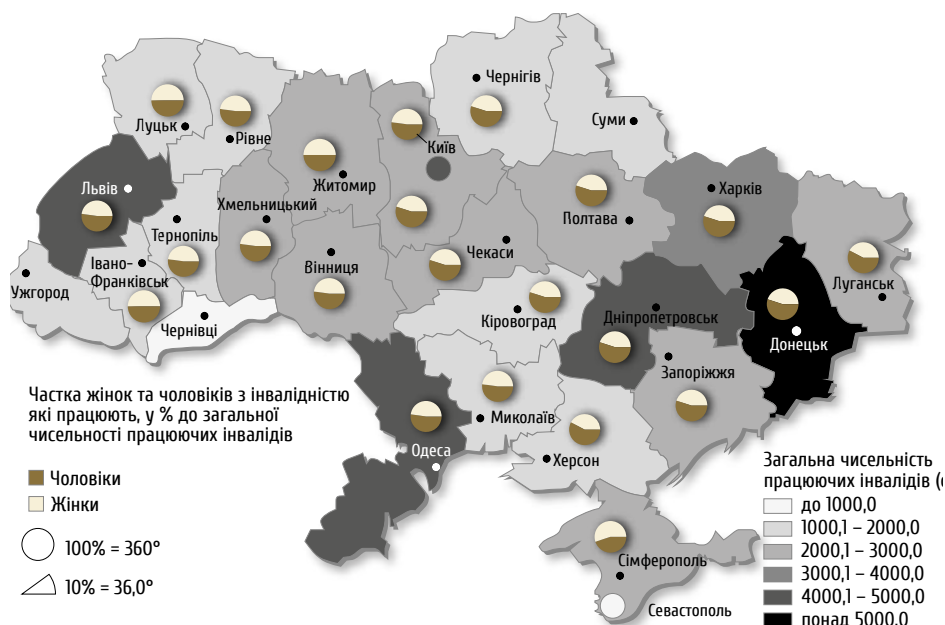 Чернігів
Суми
Луцьк
Рівне
Київ
Житомир
Львів
Хмельницький
Тернопіль
Полтава
Харків
Чекаси
Вінниця
Івано-
Франківськ
Ужгород
Чернівці
Луганськ
Кіровоград
Дніпропетровськ
Донецьк
Запоріжжя
Миколаїв
Одеса
Херсон
Сімферополь
Севастополь
Частка жінок та чоловіків з інвалідністю
які працюют, у % до загальної
чисельності працюючих інвалідів
Чоловіки
Жінки
100% = 360°
10% = 36,0°
Загальна чисельність
працюючих інвалідів (
до 1000,0
1000,1 – 2000,0
2000,1 – 3000,0
3000,1 – 4000,0
4000,1 – 5000,0
понад 5000,0